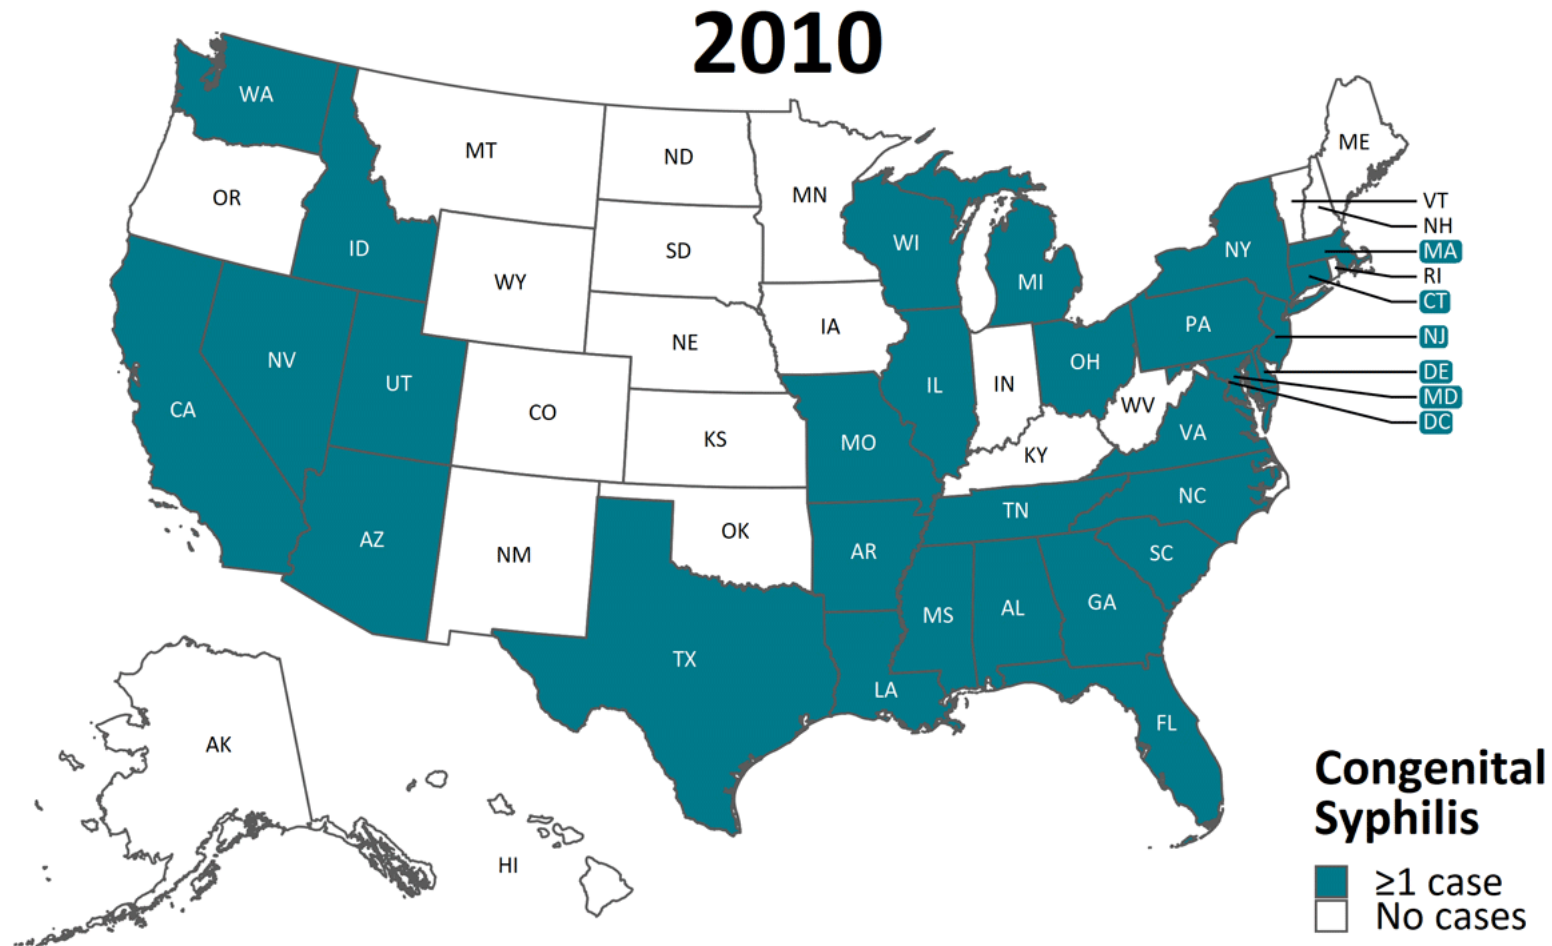 2010
WA
MT
ND
MN
ME
OR
ID
WY
SD
WI
MI
NY
VT
NH
MA
RI
CT
NJ
DE
MD
DC
NV
UT
CA
CO
NE
IA
IL
IN
OH
PA
WV
VA
KS
MO
KY
NC
TN
SC
AZ
NM
OK
AR
MS
AL
GA
TX
LA
FL
AK
HI
Congenital
Syphilis
≥1 case
No cases